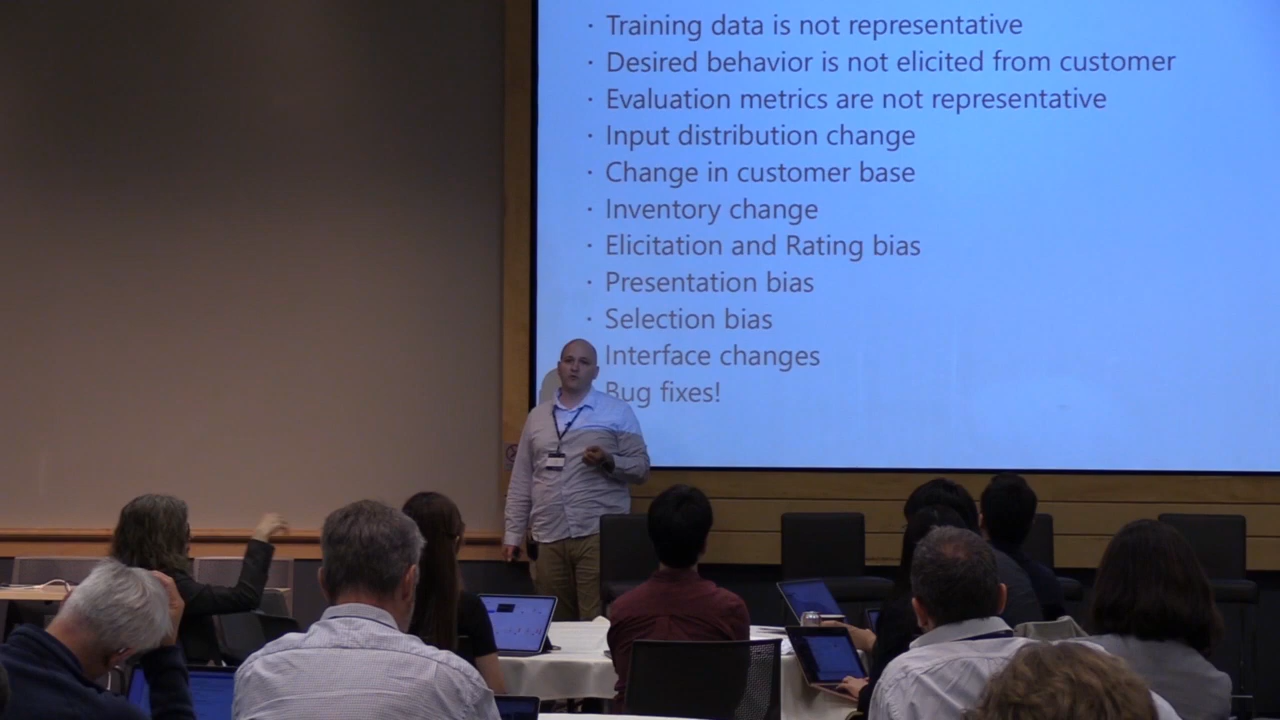 · Training data is not representative
· Desired behavior is not elicited from customer
· Evaluation metrics are not representative
· Input distribution change
· Change in customer base
· Inventory change
· Elicitation and Rating bias
· Presentation bias
· Selection bias
Interface changes
Bug fixes!